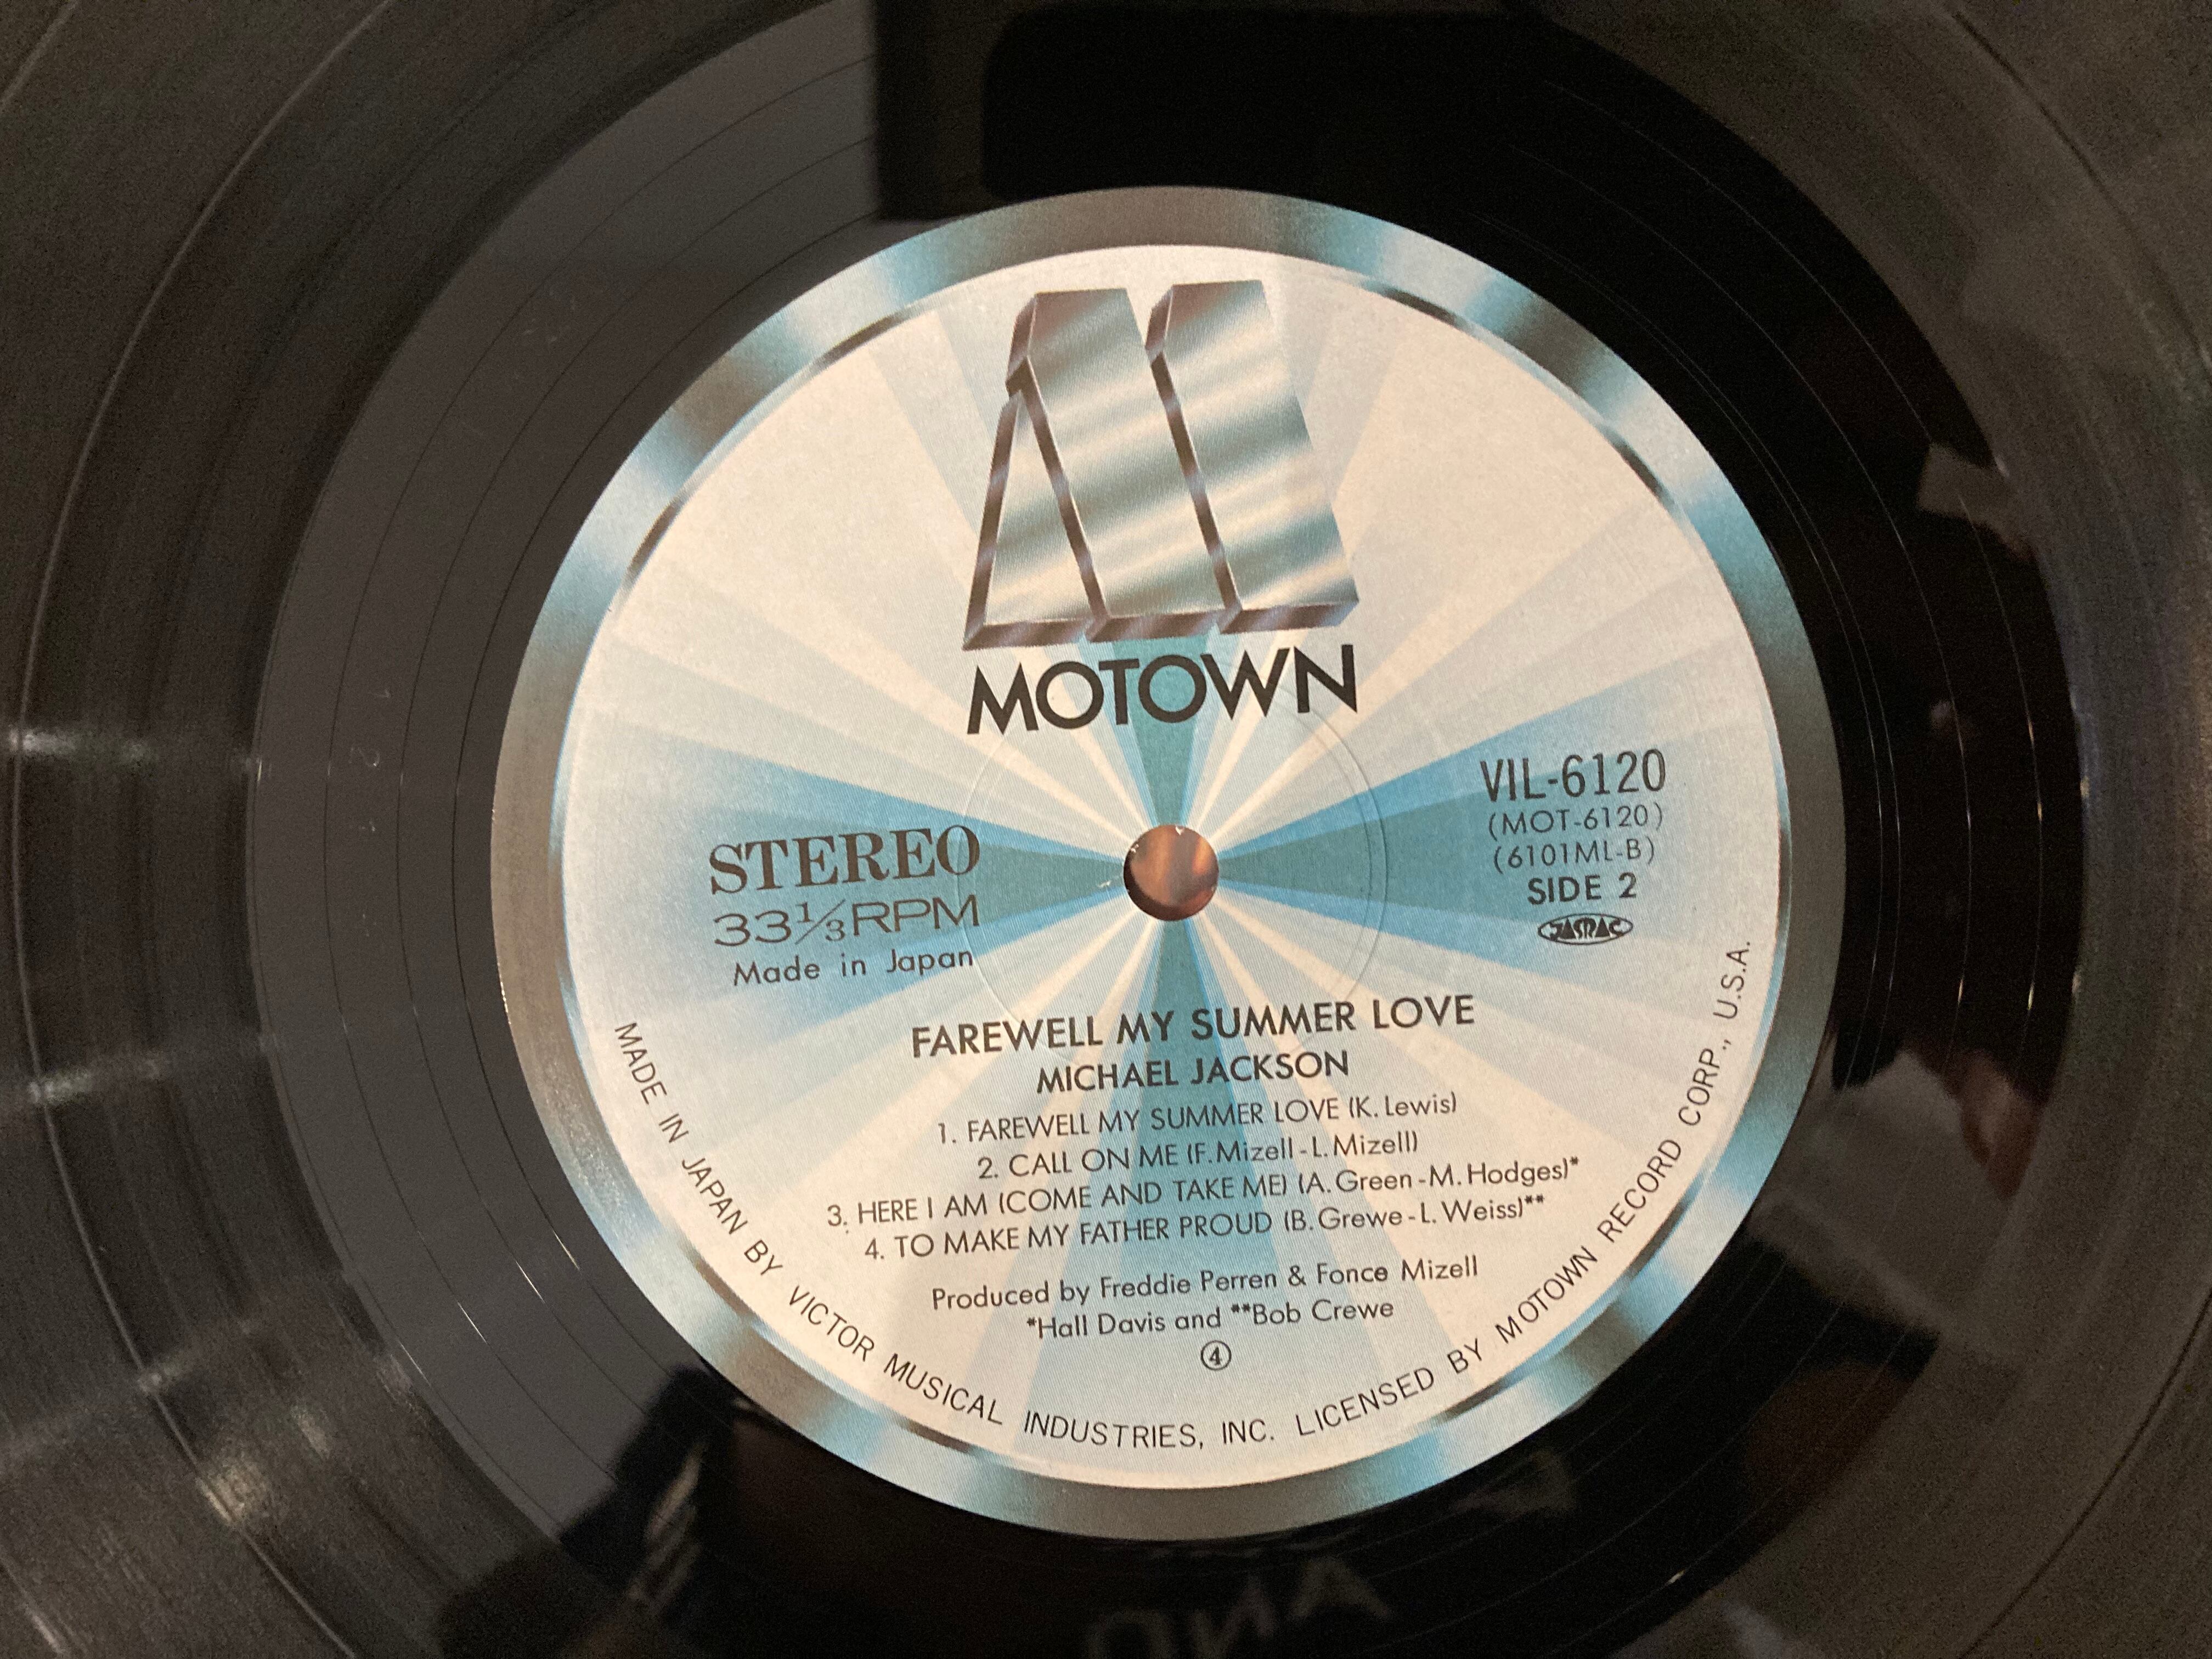 MOTOWN
VIL-6120
(MOT-6120)
(6101ML-B)
SIDE 2
JASRAC
STEREO
33⅓RPM
Made in Japan
FAREWELL MY SUMMER LOVE
MICHAEL JACKSON
1. FAREWELL MY SUMMER LOVE (K. Lewis)
2. CALL ON ME (F. Mizell-L. Mizell)
3. HERE I AM (COME AND TAKE ME) (A. Green-M. Hodges)*
4. TO MAKE MY FATHER PROUD (B. Grewe-L. Weiss)**
Produced by Freddie Perren & Fonce Mizell
*Hall Davis and **Bob Crewe
④
MADE IN JAPAN BY VICTOR MUSICAL INDUSTRIES, INC. LICENSED BY MOTOWN RECORD CORP., U.S.A.